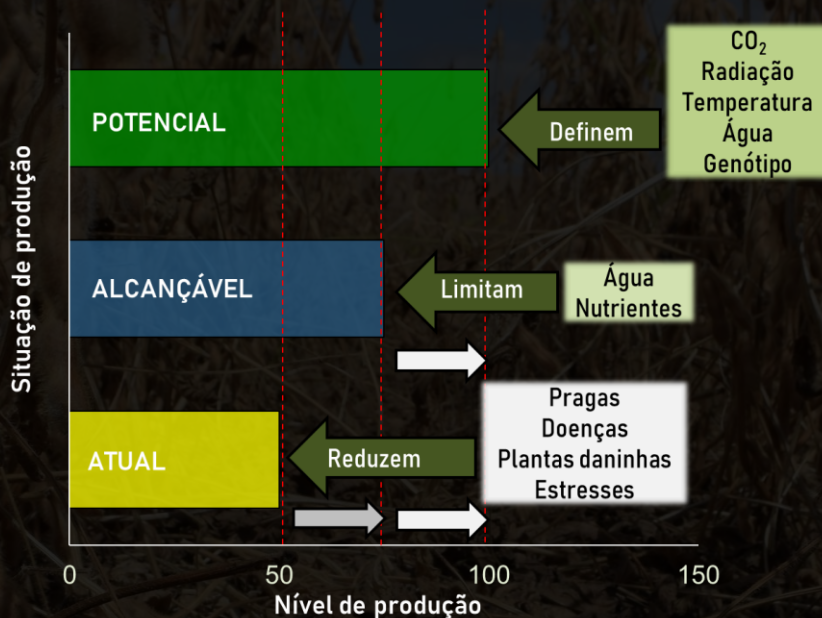 CO₂
Radiação
Temperatura
Água
Genótipo
POTENCIAL
Definem
ALCANÇÁVEL
Limitam
Água
Nutrientes
ATUAL
Reduzem
Pragas
Doenças
Plantas daninhas
Estresses
Situação de produção
0
50
100
150
Nível de produção